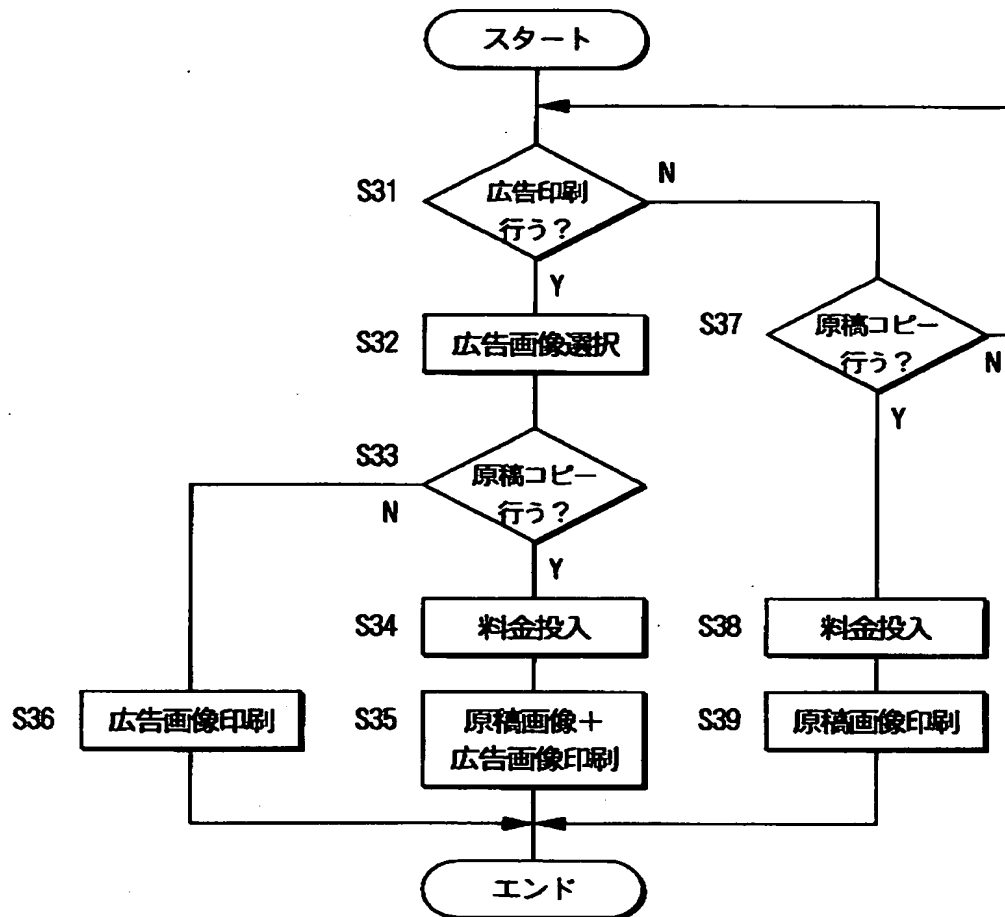 スタート
S31
広告印刷
行う？
N
Y
S32
広告画像選択
S37
原稿コピー
行う？
N
Y
S33
原稿コピー
行う？
N
Y
S34
料金投入
S38
料金投入
S36
広告画像印刷
S35
原稿画像＋
広告画像印刷
S39
原稿画像印刷
エンド